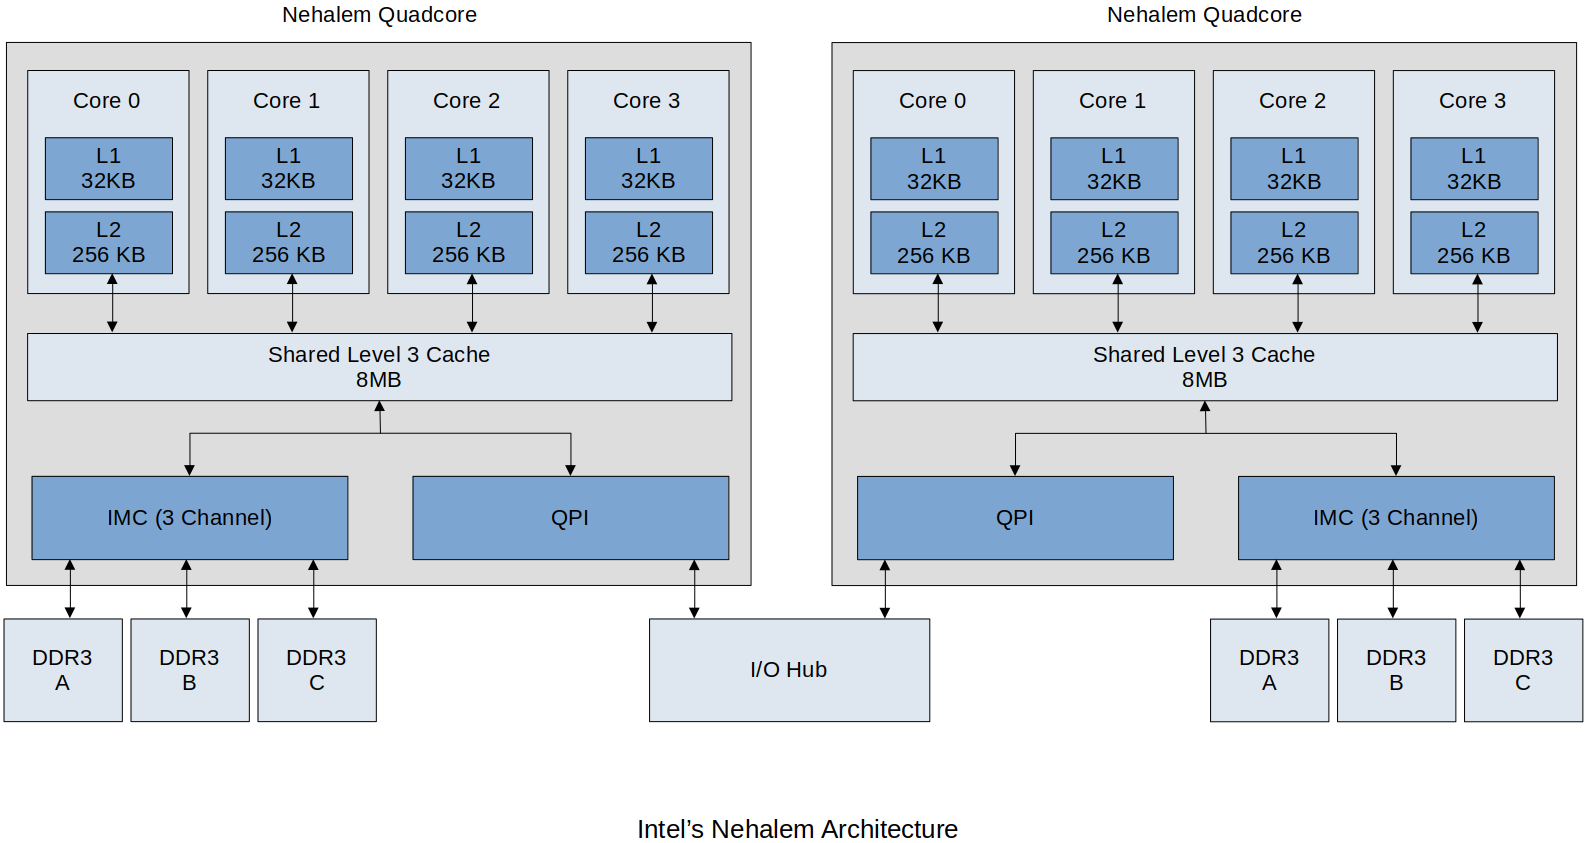 Nehalem Quadcore
Core 0
L1
32KB
L2
256 KB
Core 1
L1
32KB
L2
256 KB
Core 2
L1
32KB
L2
256 KB
Core 3
L1
32KB
L2
256 KB
Shared Level 3 Cache
8MB
IMC (3 Channel)
QPI
DDR3
A
DDR3
B
DDR3
C
I/O Hub
Nehalem Quadcore
Core 0
L1
32KB
L2
256 KB
Core 1
L1
32KB
L2
256 KB
Core 2
L1
32KB
L2
256 KB
Core 3
L1
32KB
L2
256 KB
Shared Level 3 Cache
8MB
QPI
IMC (3 Channel)
DDR3
A
DDR3
B
DDR3
C
Intel’s Nehalem Architecture